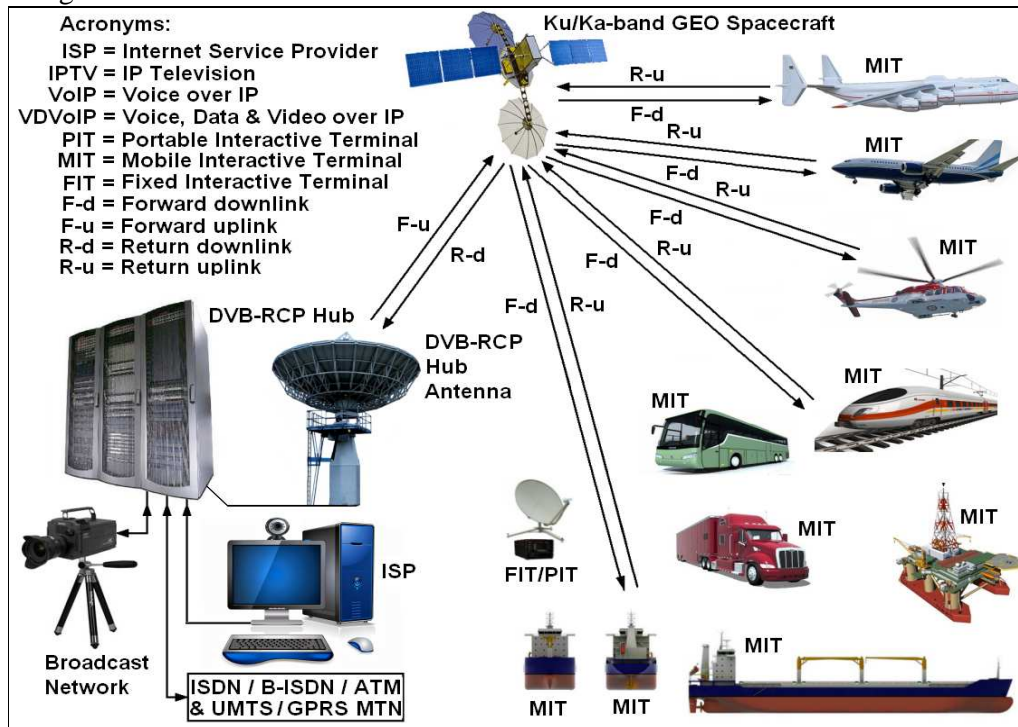 Acronyms:
ISP = Internet Service Provider
IPTV = IP Television
VoIP = Voice over IP
VDVoIP = Voice, Data & Video over IP
PIT = Portable Interactive Terminal
MIT = Mobile Interactive Terminal
FIT = Fixed Interactive Terminal
F-d = Forward downlink
F-u = Forward uplink
R-d = Return downlink
R-u = Return uplink
Ku/Ka-band GEO Spacecraft
R-u
MIT
F-d
R-u
MIT
F-d
R-u
F-d
MIT
R-u
F-d
F-u
R-d
F-d
R-u
DVB-RCP Hub
DVB-RCP
Hub
Antenna
MIT
MIT
MIT
MIT
FIT/PIT
ISP
Broadcast
Network
ISDN / B-ISDN / ATM
& UMTS / GPRS MTN
MIT
MIT
MIT